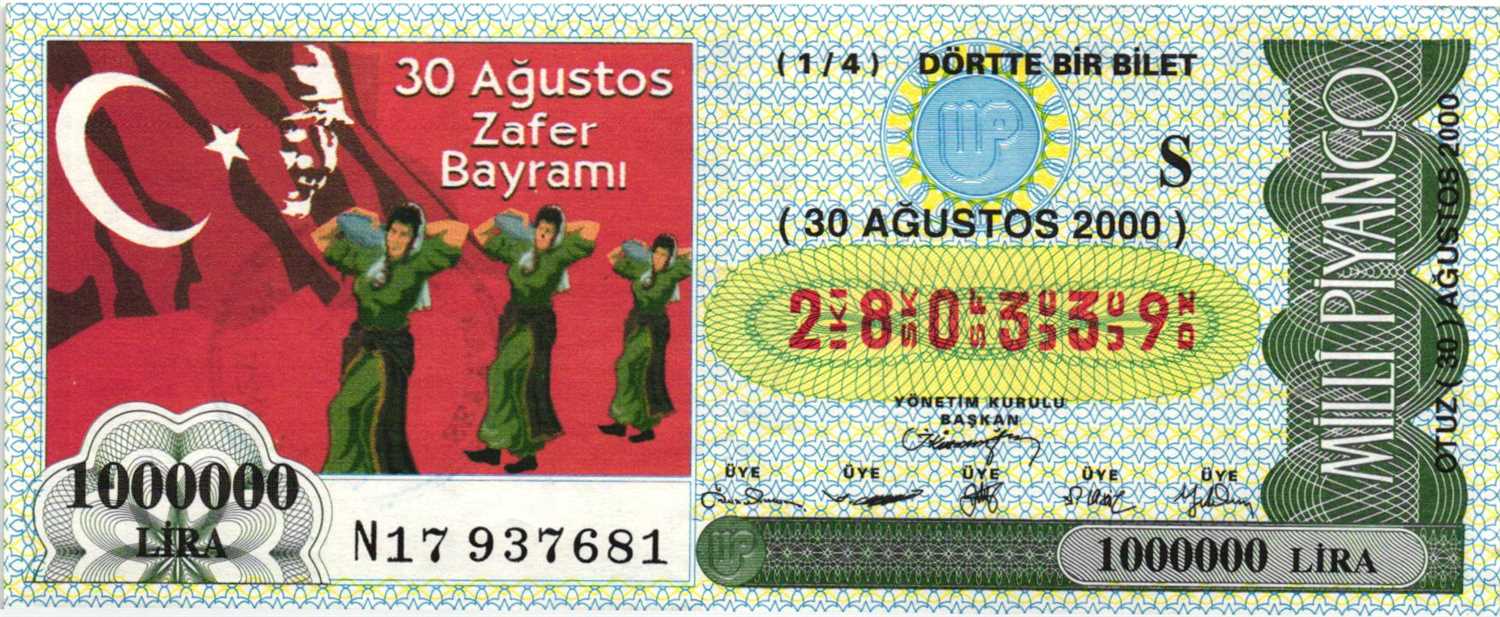 30 Ağustos
Zafer
Bayramı
1000000
LİRA
N17 937681
(1/4) DÖRTTE BİR BİLET
S
( 30 AĞUSTOS 2000 )
280339
YÖNETİM KURULU
BAŞKAN
ÜYE ÜYE ÜYE ÜYE ÜYE
1000000 LİRA
MİLLİ PİYANGO
OTUZ ( 30 ) AĞUSTOS 2000